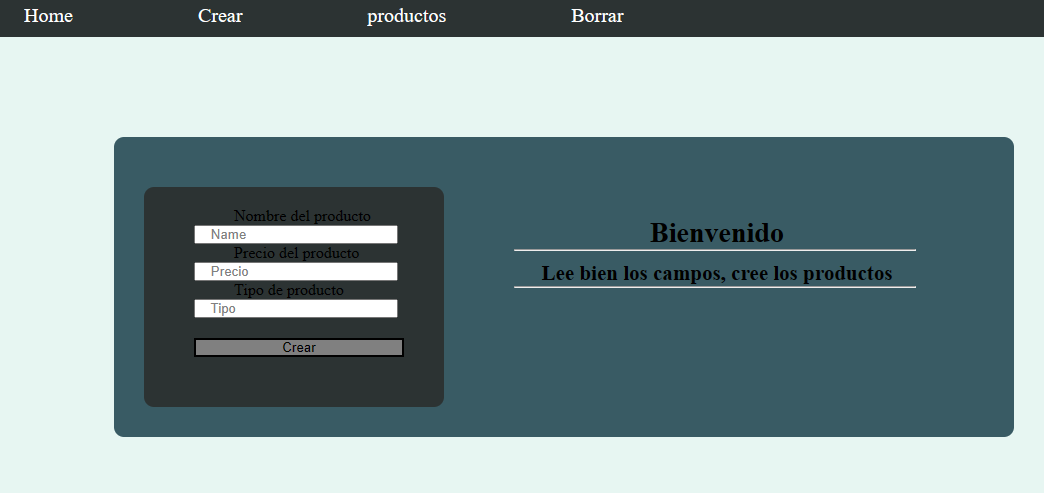 Home Crear productos Borrar
Nombre del producto
Name
Precio del producto
Precio
Tipo de producto
Tipo
Crear
Bienvenido
Lee bien los campos, cree los productos